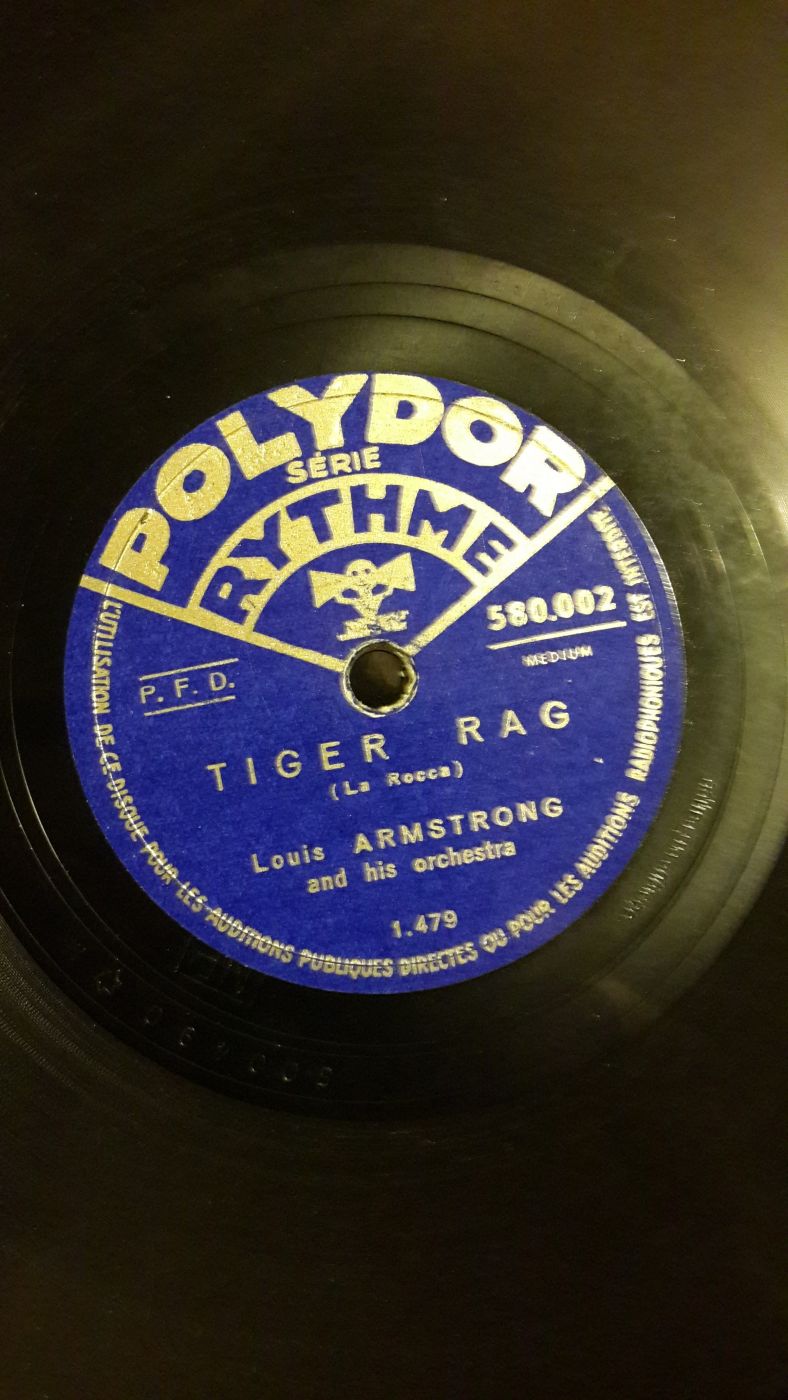 POLYDOR
SÉRIE
RYTHME
580.002
MEDIUM
P. F. D.
TIGER RAG
(La Rocca)
Louis ARMSTRONG
and his orchestra
1.479
L'UTILISATION DE CE DISQUE POUR LES AUDITIONS PUBLIQUES DIRECTES OU POUR LES AUDITIONS RADIOPHONIQUES EST INTERDITE